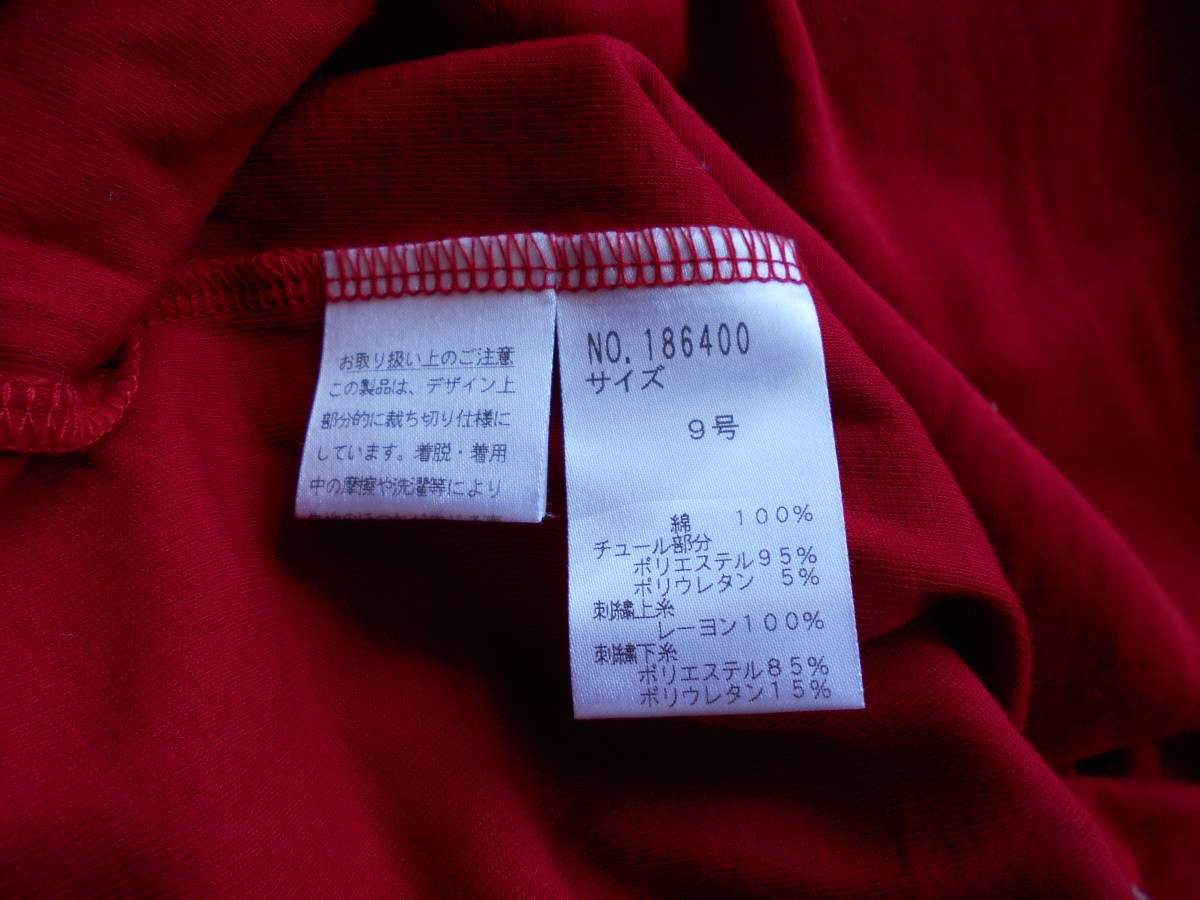 お取り扱い上のご注意
この製品は、デザイン上
部分的に裁ち切り仕様に
しています。着脱・着用
中の摩擦や洗濯等により
NO.186400
サイズ
9号
綿 100%
チュール部分
ポリエステル95%
ポリウレタン 5%
刺繍上糸
レーヨン100%
刺繍下糸
ポリエステル85%
ポリウレタン15%